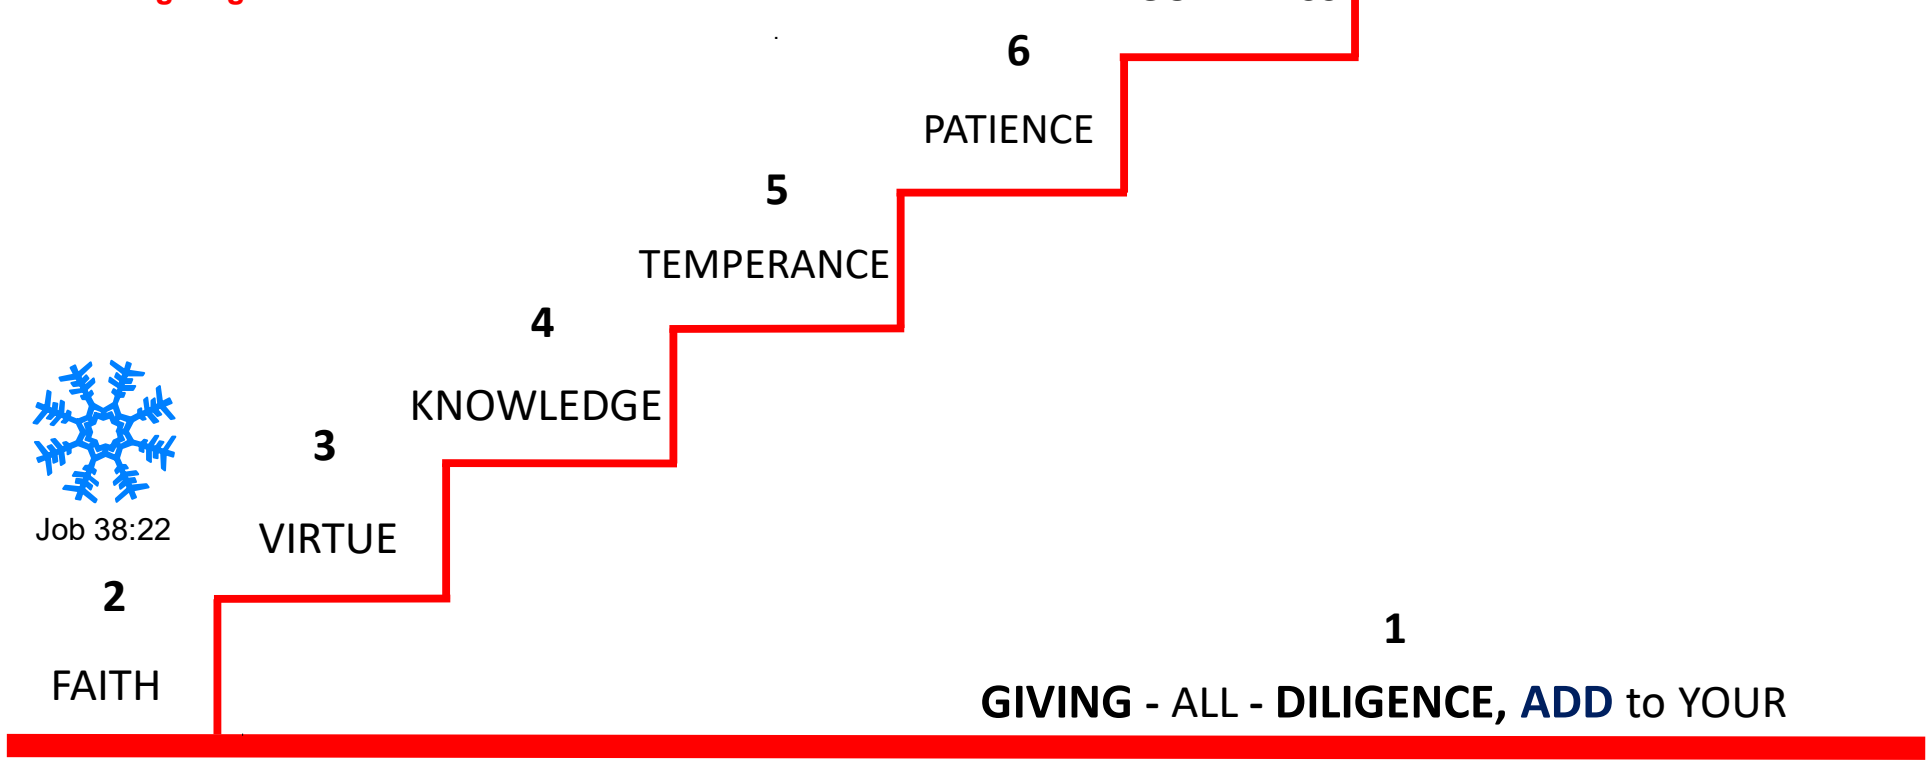 6
PATIENCE
5
TEMPERANCE
4
KNOWLEDGE
3
Job 38:22
VIRTUE
2
1
FAITH
GIVING - ALL - DILIGENCE, ADD to YOUR